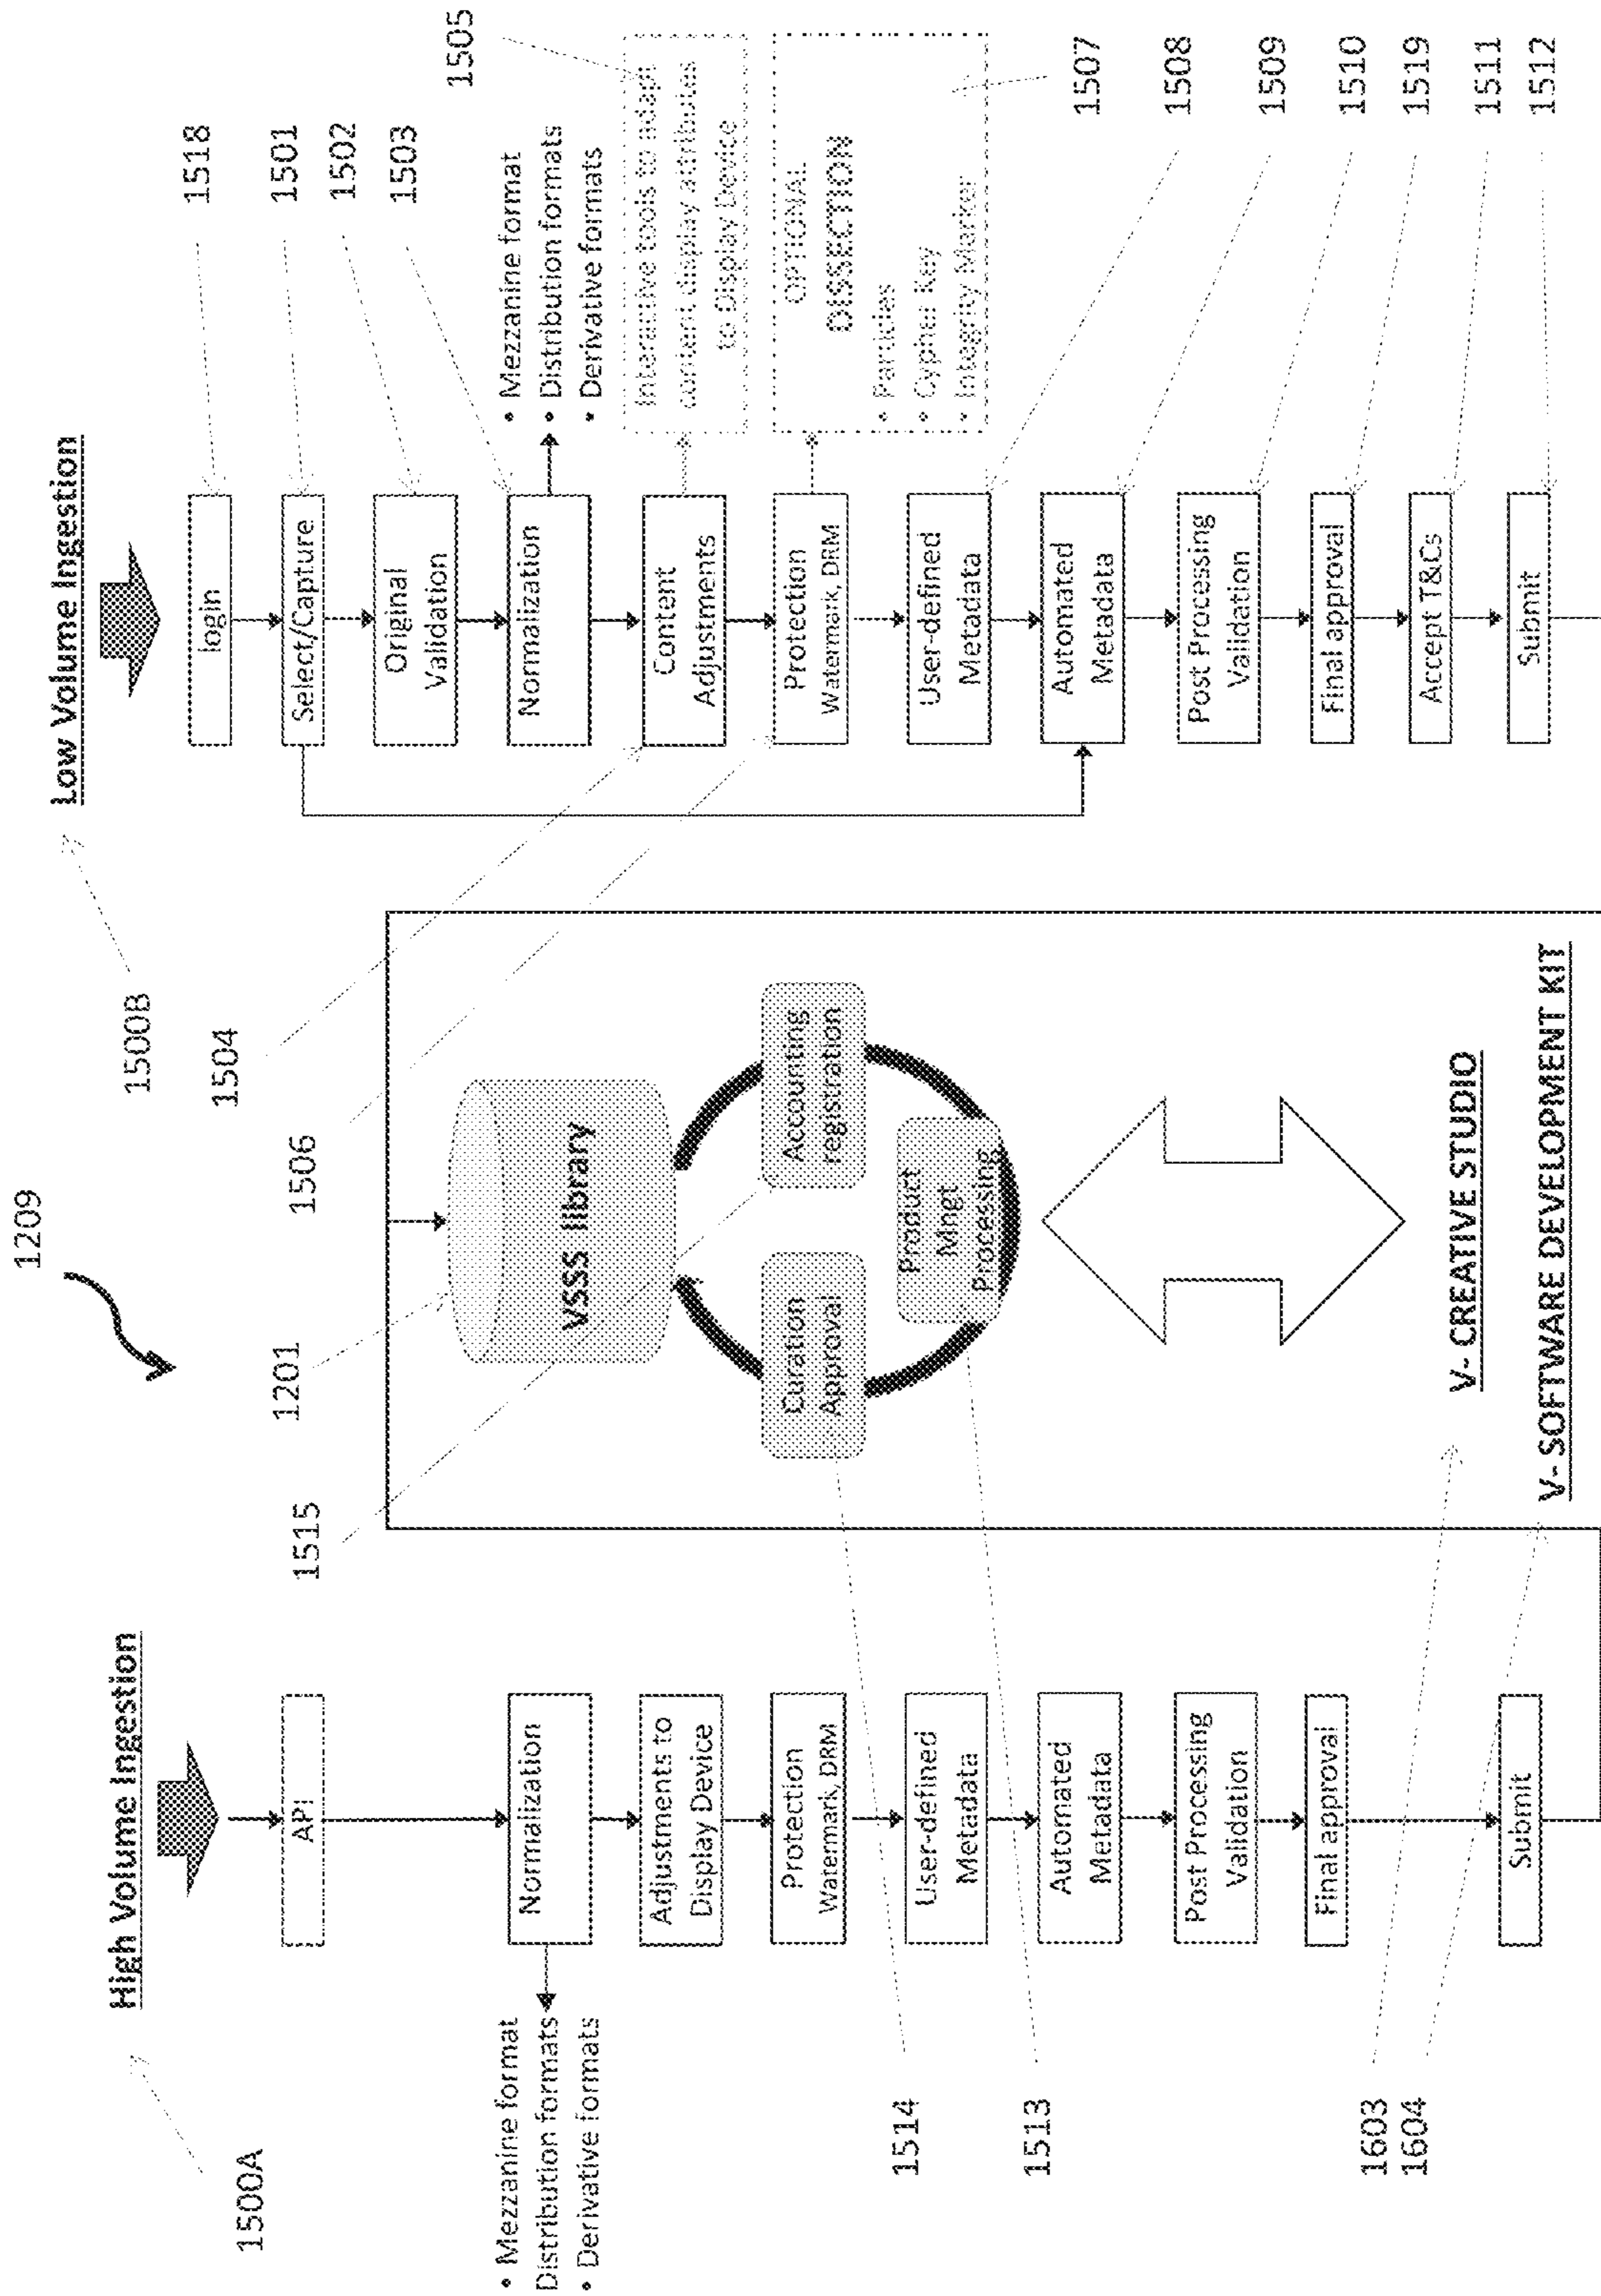 1209
1500A
High Volume Ingestion
API
Normalization
• Mezzanine format
Distribution formats
• Derivative formats
Adjustments to
Display Device
Protection
Watermark, DRM
User-defined
Metadata
Automated
Metadata
Post Processing
Validation
Final approval
Submit
1514
1513
1603
1604
1515
1201
1506
1504
1500B
VSSS library
Curation
Approval
Accounting
registration
Product
Mngt
Processing
V- CREATIVE STUDIO
V- SOFTWARE DEVELOPMENT KIT
Low Volume Ingestion
login
Select/Capture
Original
Validation
Normalization
• Mezzanine format
• Distribution formats
• Derivative formats
Content
Adjustments
Interactive tools to adapt
content display attributes
to Display Device
Protection
Watermark, DRM
OPTIONAL
DISSECTION
• Particles
• Cypher Key
• Integrity Marker
User-defined
Metadata
Automated
Metadata
Post Processing
Validation
Final approval
Accept T&Cs
Submit
1518
1501
1502
1503
1505
1507
1508
1509
1510
1519
1511
1512